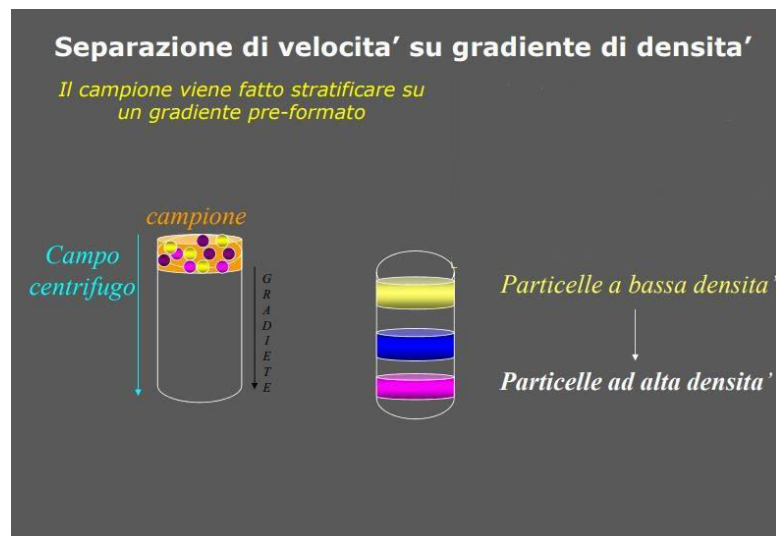 Separazione di velocita' su gradiente di densita'
Il campione viene fatto stratificare su
un gradiente pre-formato
campione
Campo
centrifugo
GRADIETE
Particelle a bassa densita'
Particelle ad alta densita'